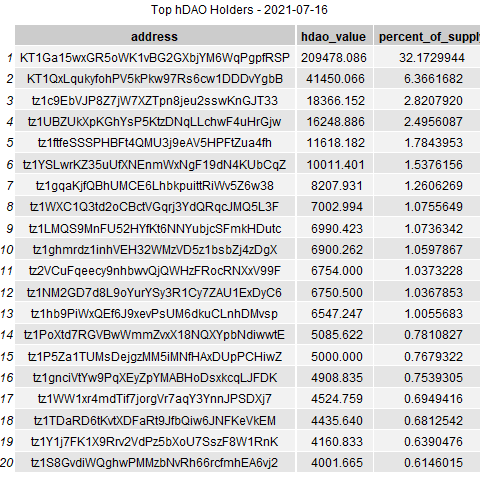 Top hDAO Holders - 2021-07-16
address hdao_value percent_of_supply
1 KT1Ga15wxGR5oWK1vBG2GXbjYM6WqPgpfRSP 209478.086 32.1729944
2 KT1QxLqukyfohPV5kPkw97Rs6cw1DDDvYgbB 41450.066 6.3661682
3 tz1c9EbVJP8Z7jW7XZTpn8jeu2sswKnGJT33 18366.152 2.8207920
4 tz1UBZUkXpKGhYsP5KtzDNqLLchwF4uHrGjw 16248.886 2.4956087
5 tz1ftfeSSSPHBFt4QMU3j9eAV5HPFtZua4fh 11618.182 1.7843953
6 tz1YSLwrKZ35uUfXNEnmWxNgF19dN4KUbCqZ 10011.401 1.5376156
7 tz1gqaKjfQBhUMCE6LhbkpuittRiWv5Z6w38 8207.931 1.2606269
8 tz1WXC1Q3td2oCBctVGqrj3YdQRqcJMQ5L3F 7002.994 1.0755649
9 tz1LMQS9MnFU52HYfKt6NNYubjcSFmkHDutc 6990.423 1.0736342
10 tz1ghmrdz1inhVEH32WMzVD5z1bsbZj4zDgX 6900.262 1.0597867
11 tz2VCuFqeecy9nhbwvQjQWHzFRocRNXxV99F 6754.000 1.0373228
12 tz1NM2GD7d8L9oYurYSy3R1Cy7ZAU1ExDyC6 6750.500 1.0367853
13 tz1hb9PiWxQEf6J9xevPsUM6dkuCLnhDMvsp 6547.247 1.0055683
14 tz1PoXtd7RGVBwWmmZvxX18NQXYpbNdiwwtE 5085.622 0.7810827
15 tz1P5Za1TUMsDejgzMM5iMNfHAxDUpPCHiwZ 5000.000 0.7679322
16 tz1gnciVtYw9PqXEyZpYMABHoDsxkcqLJFDK 4908.835 0.7539305
17 tz1WW1xr4mdTif7jorgVr7aqY3YnnJPSDXj7 4524.759 0.6949416
18 tz1TDaRD6tKvtXDFaRt9JfbQiw6JNFKeVkEM 4435.640 0.6812542
19 tz1Y1j7FK1X9Rrv2VdPz5bXoU7SszF8W1RnK 4160.833 0.6390476
20 tz1S8GvdiWQghwPMMzbNvRh66rcfmhEA6vj2 4001.665 0.6146015